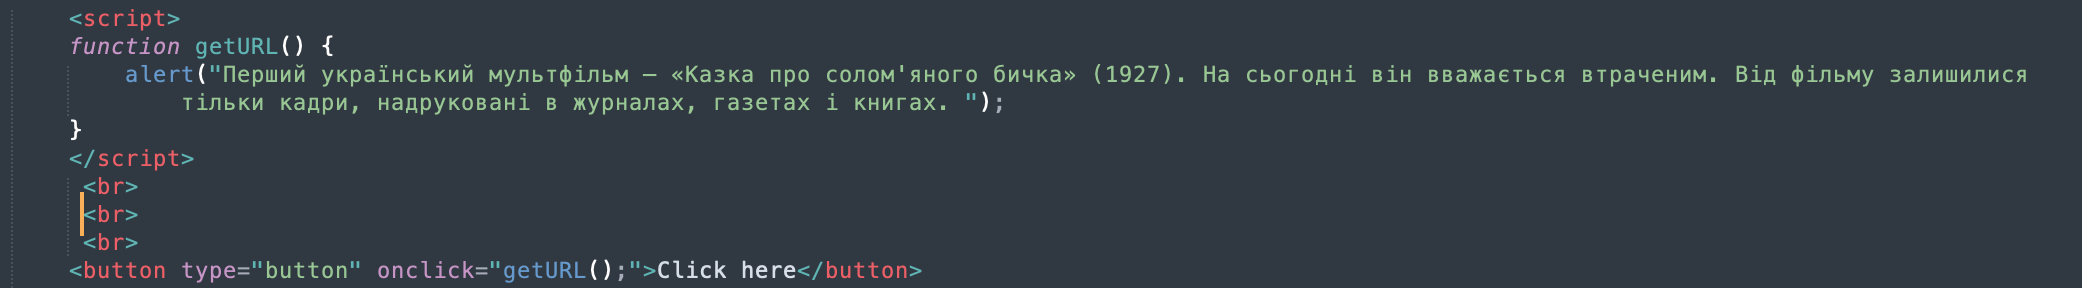 <script>
function getURL() {
alert("Перший український мультфільм – «Казка про солом'яного бичка» (1927). На сьогодні він вважається втраченим. Від фільму залишилися
тільки кадри, надруковані в журналах, газетах і книгах. ");
}
</script>
<br>
<br>
<br>
<button type="button" onclick="getURL();">Click here</button>